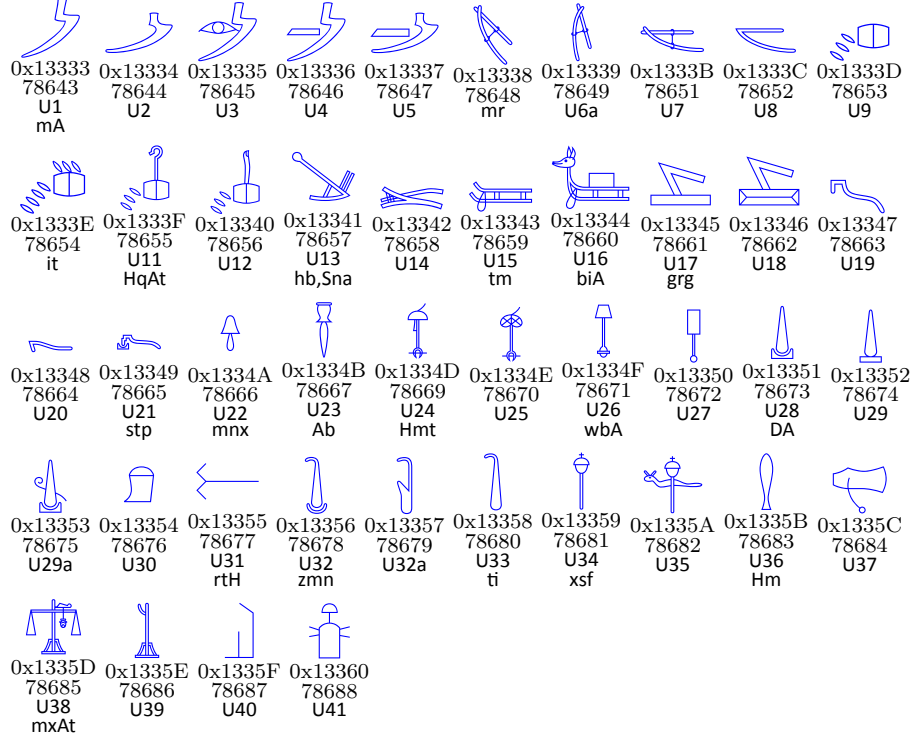 0x13333 0x13334 0x13335 0x13336 0x13337 0x13338 0x13339 0x1333B 0x1333C 0x1333D
78643 78644 78645 78646 78647 78648 78649 78651 78652 78653
U1 U2 U3 U4 U5 mr U6a U7 U8 U9
mA
0x1333E 0x1333F 0x13340 0x13341 0x13342 0x13343 0x13344 0x13345 0x13346 0x13347
78654 78655 78656 78657 78658 78659 78660 78661 78662 78663
it U11 U12 U13 U14 U15 U16 U17 U18 U19
HqAt hb,Sna tm biA grg
0x13348 0x13349 0x1334A 0x1334B 0x1334D 0x1334E 0x1334F 0x13350 0x13351 0x13352
78664 78665 78666 78667 78669 78670 78671 78672 78673 78674
U20 U21 U22 U23 U24 U25 U26 U27 U28 U29
stp mnx Ab Hmt wbA DA
0x13353 0x13354 0x13355 0x13356 0x13357 0x13358 0x13359 0x1335A 0x1335B 0x1335C
78675 78676 78677 78678 78679 78680 78681 78682 78683 78684
U29a U30 U31 U32 U32a U33 U34 U35 U36 U37
rtH zmn ti xsf Hm
0x1335D 0x1335E 0x1335F 0x13360
78685 78686 78687 78688
U38 U39 U40 U41
mxAt